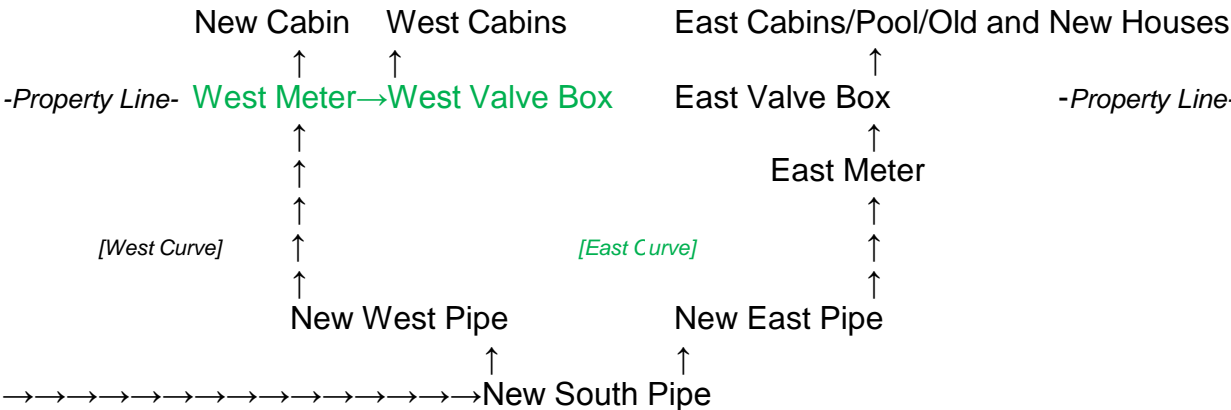 New Cabin West Cabins East Cabins/Pool/Old and New Houses
↑ ↑ ↑
-Property Line- West Meter→West Valve Box East Valve Box -Property Line-
↑ ↑
↑ East Meter
↑ ↑
[West Curve] ↑ [East Curve] ↑
↑ ↑
New West Pipe New East Pipe
↑ ↑
→→→→→→→→→→→→→→→New South Pipe